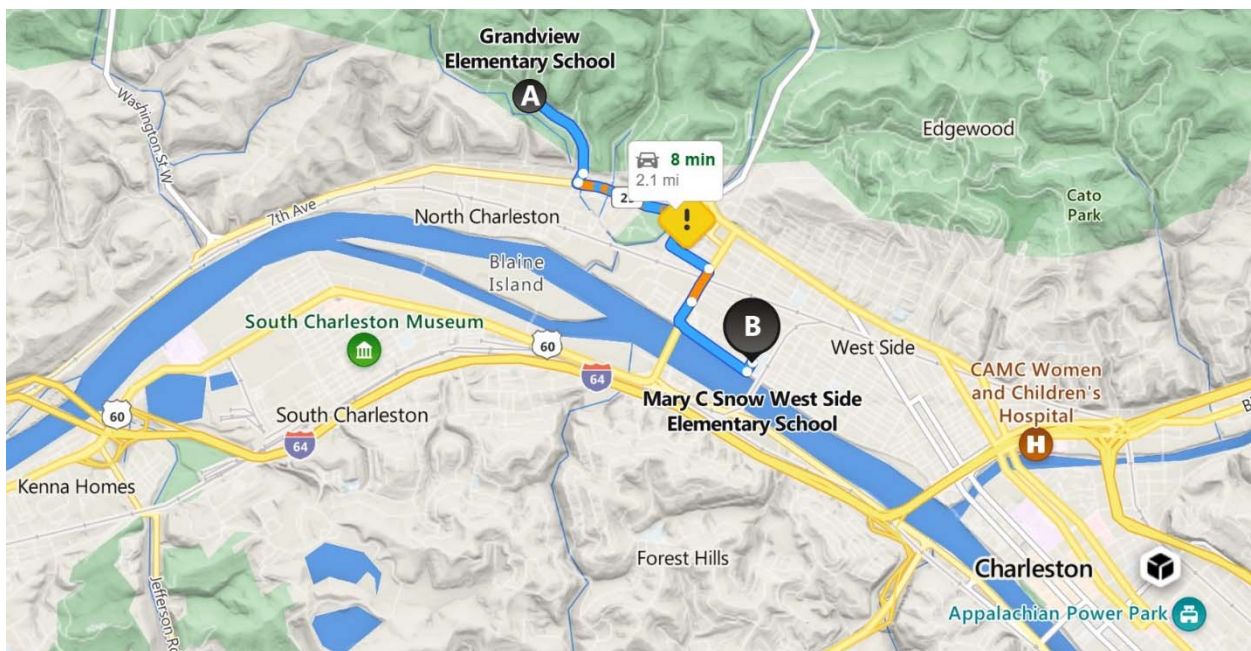 Grandview
Elementary School
A
Washington St W
Edgewood
8 min
2.1 mi
Cato
Park
7th Ave
North Charleston
!
Blaine
Island
B
South Charleston Museum
60
West Side
64
CAMC Women
and Children's
Hospital
H
Mary C Snow West Side
Elementary School
60
South Charleston
64
Kenna Homes
Forest Hills
Charleston
Jefferson
Appalachian Power Park